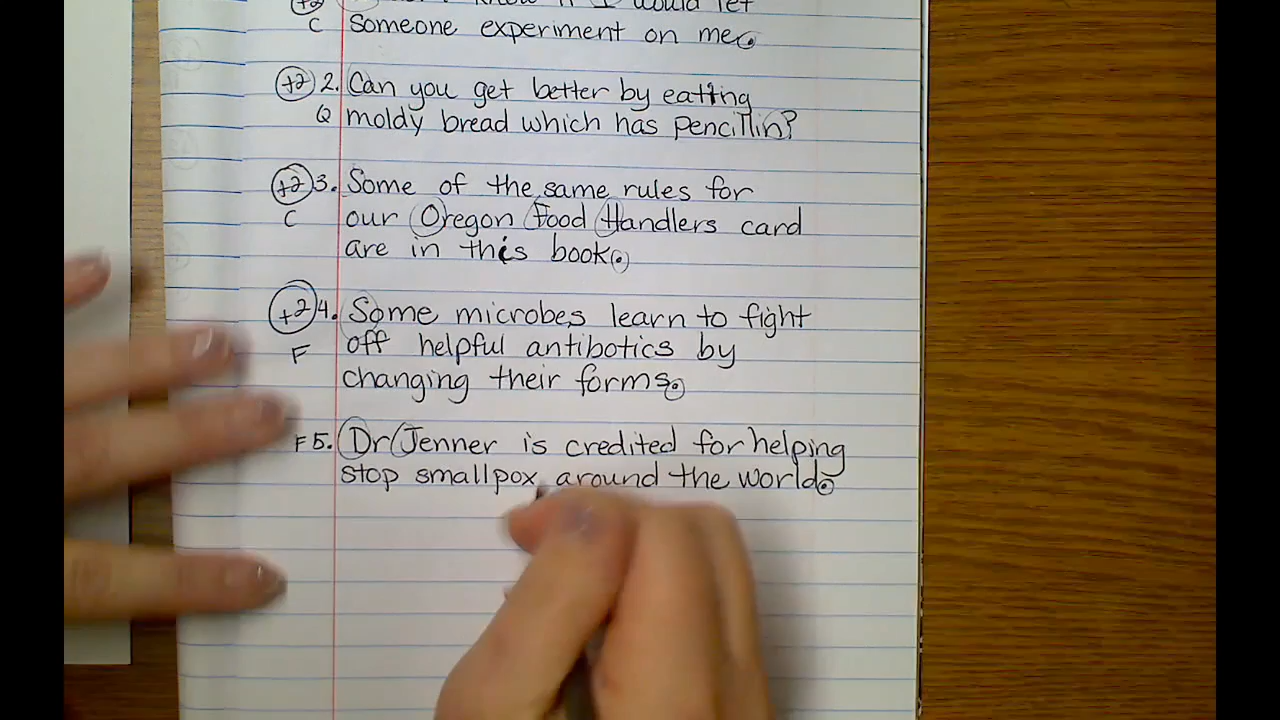 would let
C Someone experiment on me.
+2 2. Can you get better by eatting
Q moldy bread which has pencillin?
+2 3. Some of the same rules for
C our Oregon Food Handlers card
are in this book.
+2 4. Some microbes learn to fight
F off helpful antibotics by
changing their forms.
F 5. Dr Jenner is credited for helping
stop smallpox around the world.